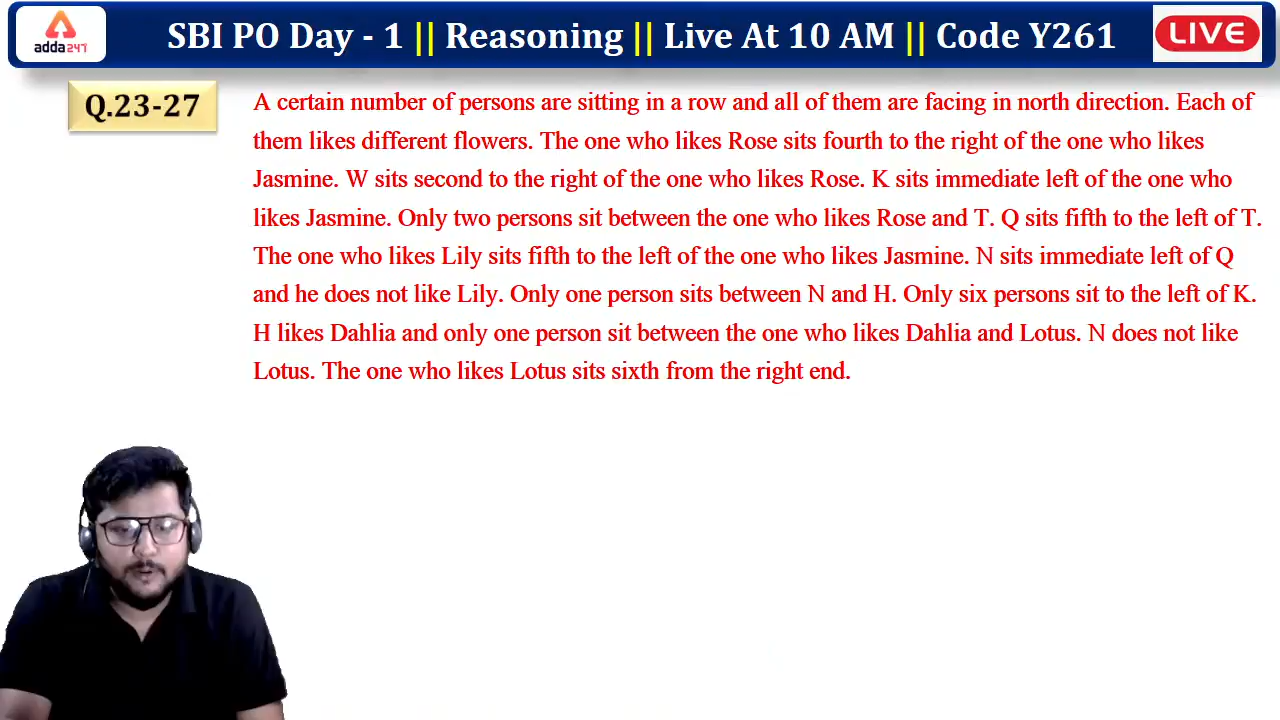 adda247
SBI PO Day - 1 || Reasoning || Live At 10 AM || Code Y261
LIVE
Q.23-27
A certain number of persons are sitting in a row and all of them are facing in north direction. Each of
them likes different flowers. The one who likes Rose sits fourth to the right of the one who likes
Jasmine. W sits second to the right of the one who likes Rose. K sits immediate left of the one who
likes Jasmine. Only two persons sit between the one who likes Rose and T. Q sits fifth to the left of T.
The one who likes Lily sits fifth to the left of the one who likes Jasmine. N sits immediate left of Q
and he does not like Lily. Only one person sits between N and H. Only six persons sit to the left of K.
H likes Dahlia and only one person sit between the one who likes Dahlia and Lotus. N does not like
Lotus. The one who likes Lotus sits sixth from the right end.